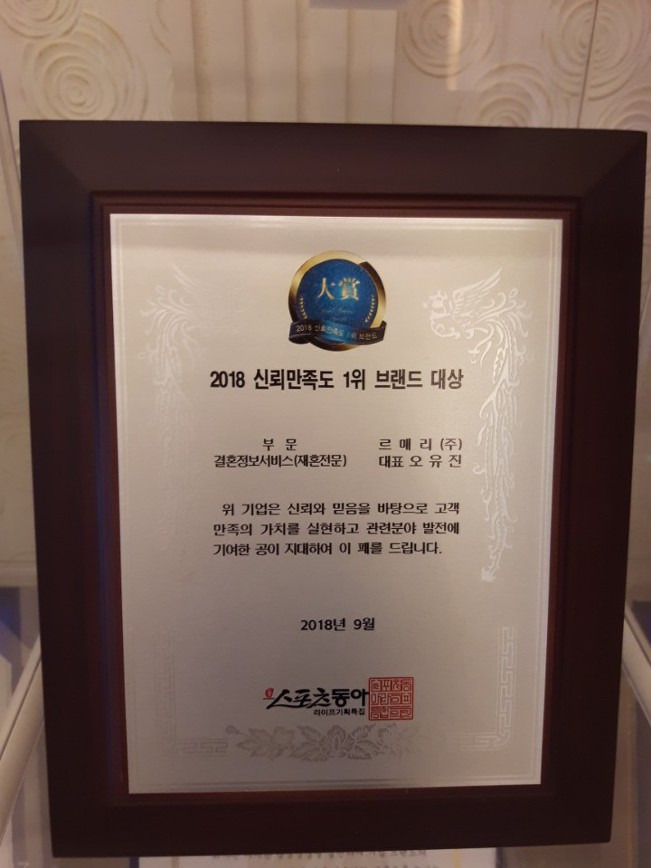 大賞
2018 신뢰만족도 1위 브랜드
2018 신뢰만족도 1위 브랜드 대상
부 문
결혼정보서비스(재혼전문)
르 메 리 (주)
대표 오 유 진
위 기업은 신뢰와 믿음을 바탕으로 고객
만족의 가치를 실현하고 관련분야 발전에
기여한 공이 지대하여 이 패를 드립니다.
2018년 9월
스포츠동아
라이프기획특집